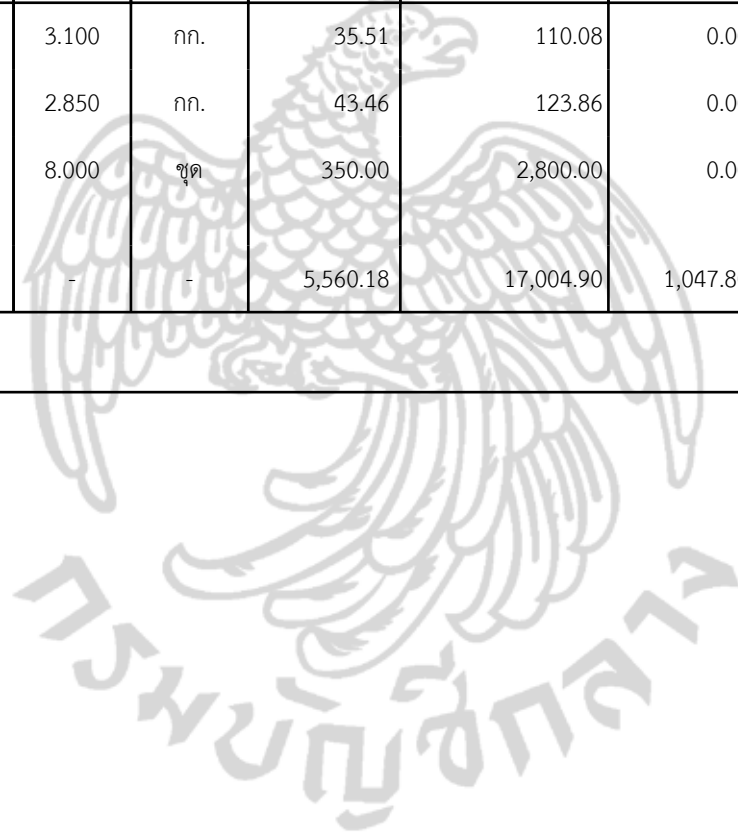 3.100 กก. 35.51 110.08 0.0
2.850 กก. 43.46 123.86 0.0
8.000 ชุด 350.00 2,800.00 0.0
- - 5,560.18 17,004.90 1,047.8
กรมบัญชีกลาง